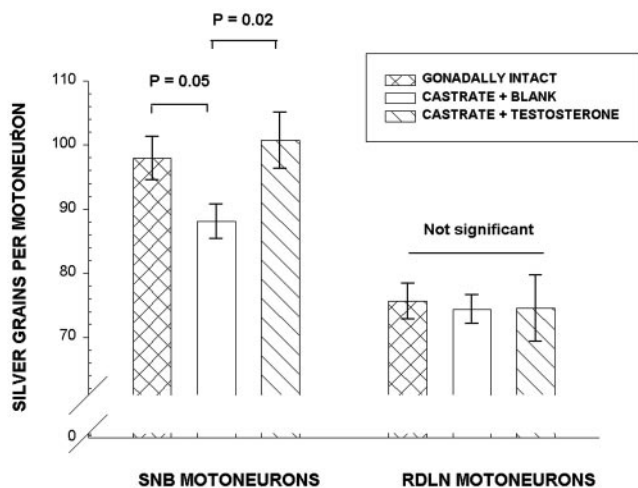 P = 0.02
P = 0.05
GONADALLY INTACT
CASTRATE + BLANK
CASTRATE + TESTOSTERONE
Not significant
SILVER GRAINS PER MOTONEURON
110
100
90
80
70
0
SNB MOTONEURONS
RDLN MOTONEURONS